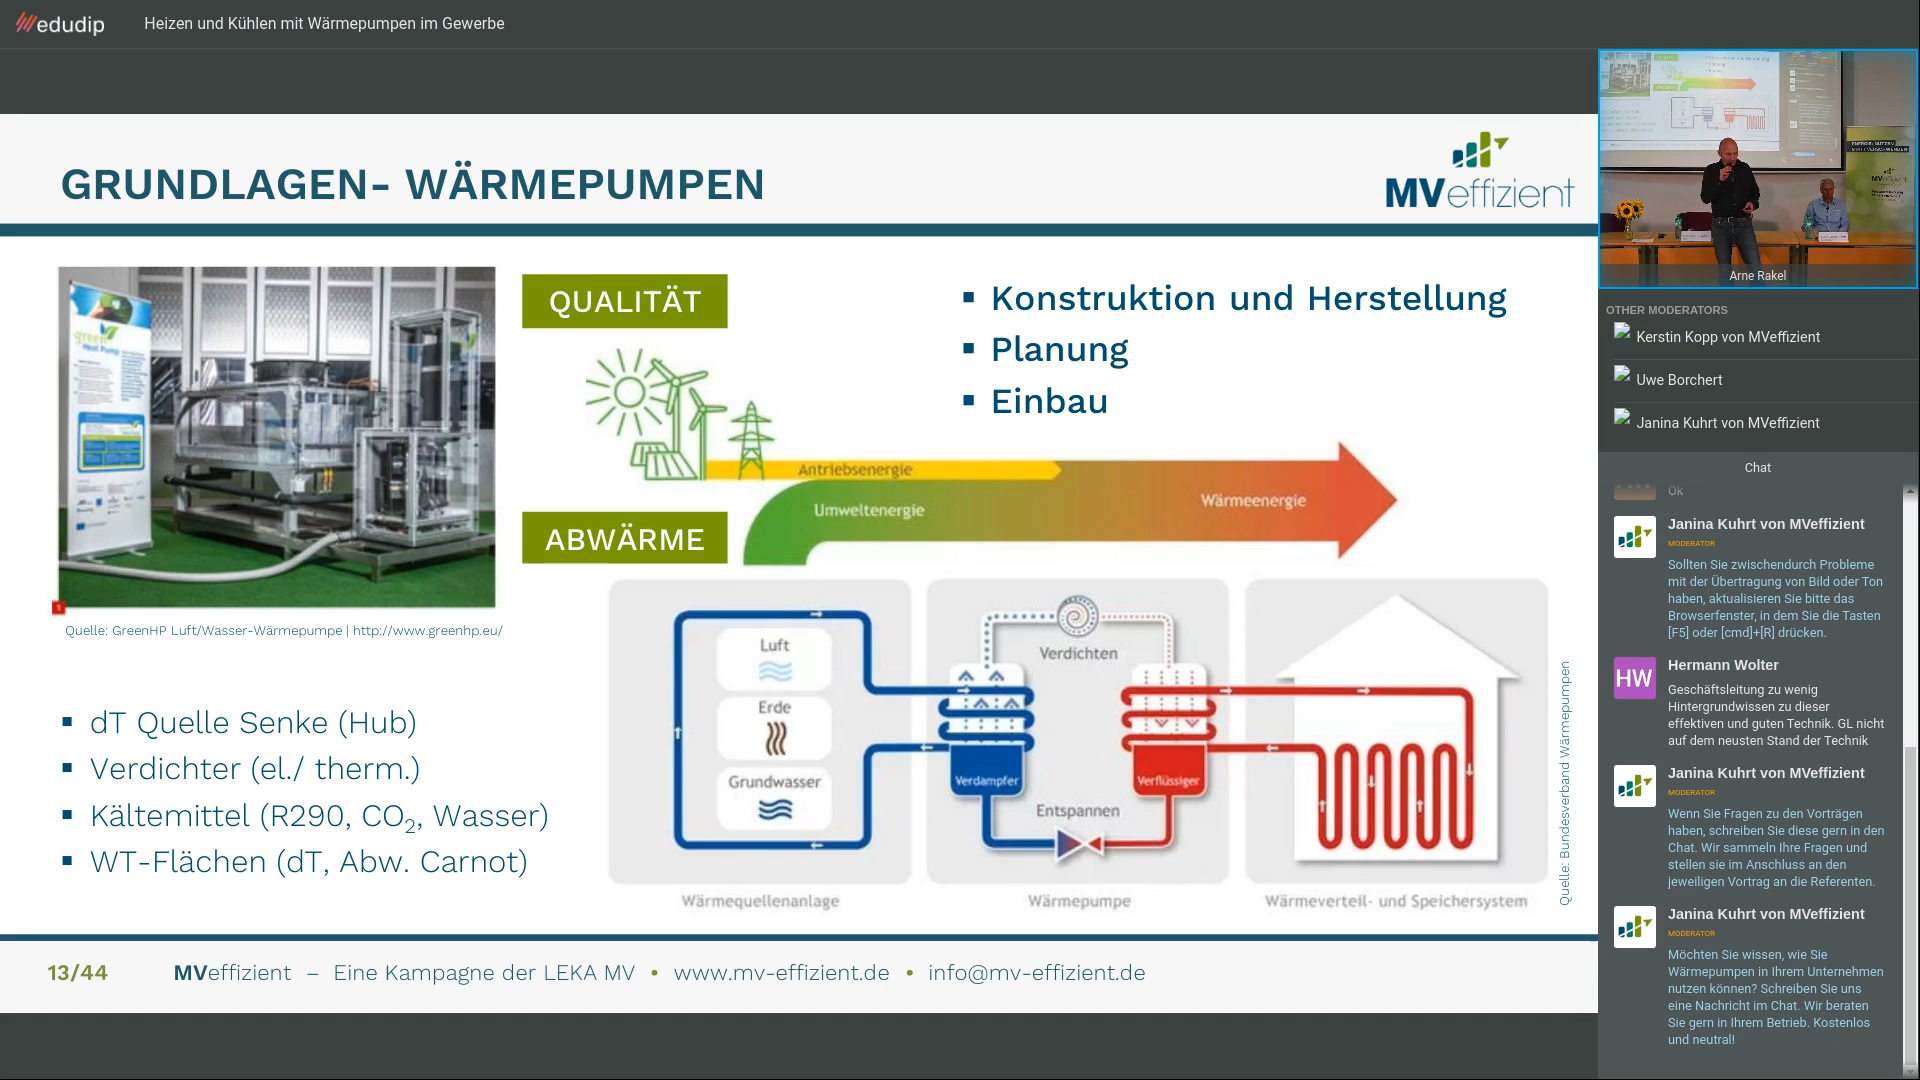 edudip
Heizen und Kühlen mit Wärmepumpen im Gewerbe
GRUNDLAGEN- WÄRMEPUMPEN
MVeffizient
QUALITÄT
▪ Konstruktion und Herstellung
▪ Planung
▪ Einbau
green
Heat Pump
Antriebsenergie
Umweltenergie
Wärmeenergie
ABWÄRME
1
Quelle: GreenHP Luft/Wasser-Wärmepumpe | http://www.greenhp.eu/
▪ dT Quelle Senke (Hub)
▪ Verdichter (el./ therm.)
▪ Kältemittel (R290, CO₂, Wasser)
▪ WT-Flächen (dT, Abw. Carnot)
Luft
Erde
Grundwasser
Verdichten
Verdampfer
Verflüssiger
Entspannen
Wärmequellenanlage
Wärmepumpe
Wärmeverteil- und Speichersystem
Quelle: Bundesverband Wärmepumpen
13/44
MVeffizient – Eine Kampagne der LEKA MV • www.mv-effizient.de • info@mv-effizient.de
ENERGIE: NUTZEN
STATT VERSCHWENDEN
MVeffizient
Arne Rakel
OTHER MODERATORS
Kerstin Kopp von MVeffizient
Uwe Borchert
Janina Kuhrt von MVeffizient
Chat
Ok
Janina Kuhrt von MVeffizient
MODERATOR
Sollten Sie zwischendurch Probleme
mit der Übertragung von Bild oder Ton
haben, aktualisieren Sie bitte das
Browserfenster, in dem Sie die Tasten
[F5] oder [cmd]+[R] drücken.
HW
Hermann Wolter
Geschäftsleitung zu wenig
Hintergrundwissen zu dieser
effektiven und guten Technik. GL nicht
auf dem neusten Stand der Technik
Janina Kuhrt von MVeffizient
MODERATOR
Wenn Sie Fragen zu den Vorträgen
haben, schreiben Sie diese gern in den
Chat. Wir sammeln Ihre Fragen und
stellen sie im Anschluss an den
jeweiligen Vortrag an die Referenten.
Janina Kuhrt von MVeffizient
MODERATOR
Möchten Sie wissen, wie Sie
Wärmepumpen in Ihrem Unternehmen
nutzen können? Schreiben Sie uns
eine Nachricht im Chat. Wir beraten
Sie gern in Ihrem Betrieb. Kostenlos
und neutral!